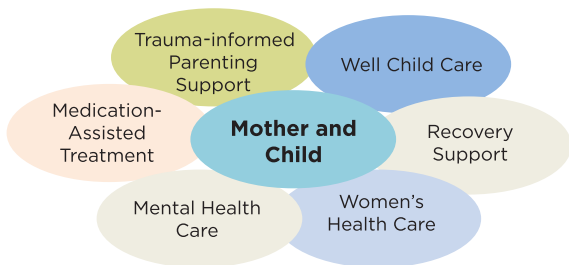 Trauma-informed
Parenting
Support
Well Child Care
Medication-
Assisted
Treatment
Mother and
Child
Recovery
Support
Mental Health
Care
Women’s
Health Care